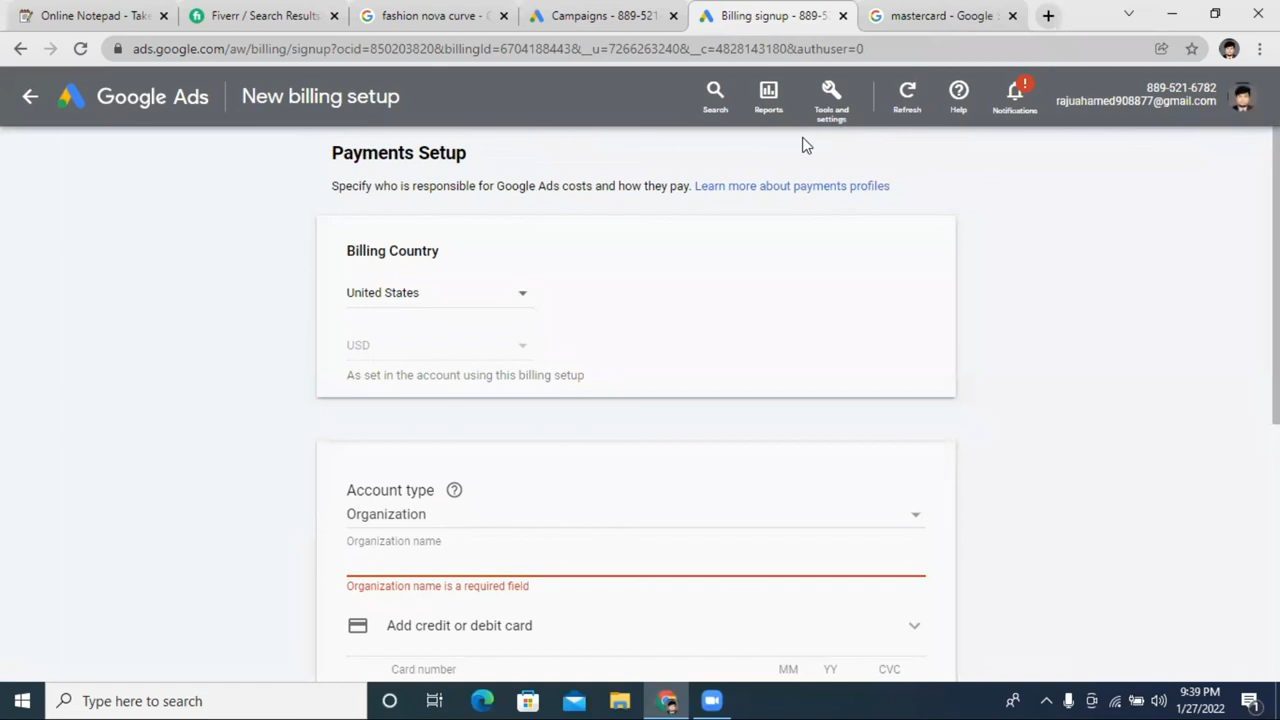 Online Notepad - Take
Fiverr / Search Results
fashion nova curve - G
Campaigns - 889-521
Billing signup - 889-5
mastercard - Google S
ads.google.com/aw/billing/signup?ocid=850203820&billingId=6704188443&__u=7266263240&__c=4828143180&authuser=0
Google Ads
New billing setup
Search
Reports
Tools and
settings
Refresh
Help
!
Notifications
889-521-6782
rajuahamed908877@gmail.com
Payments Setup
Specify who is responsible for Google Ads costs and how they pay. Learn more about payments profiles
Billing Country
United States
USD
As set in the account using this billing setup
Account type ?
Organization
Organization name
Organization name is a required field
Add credit or debit card
Card number MM YY CVC
Type here to search
9:39 PM
1/27/2022
1